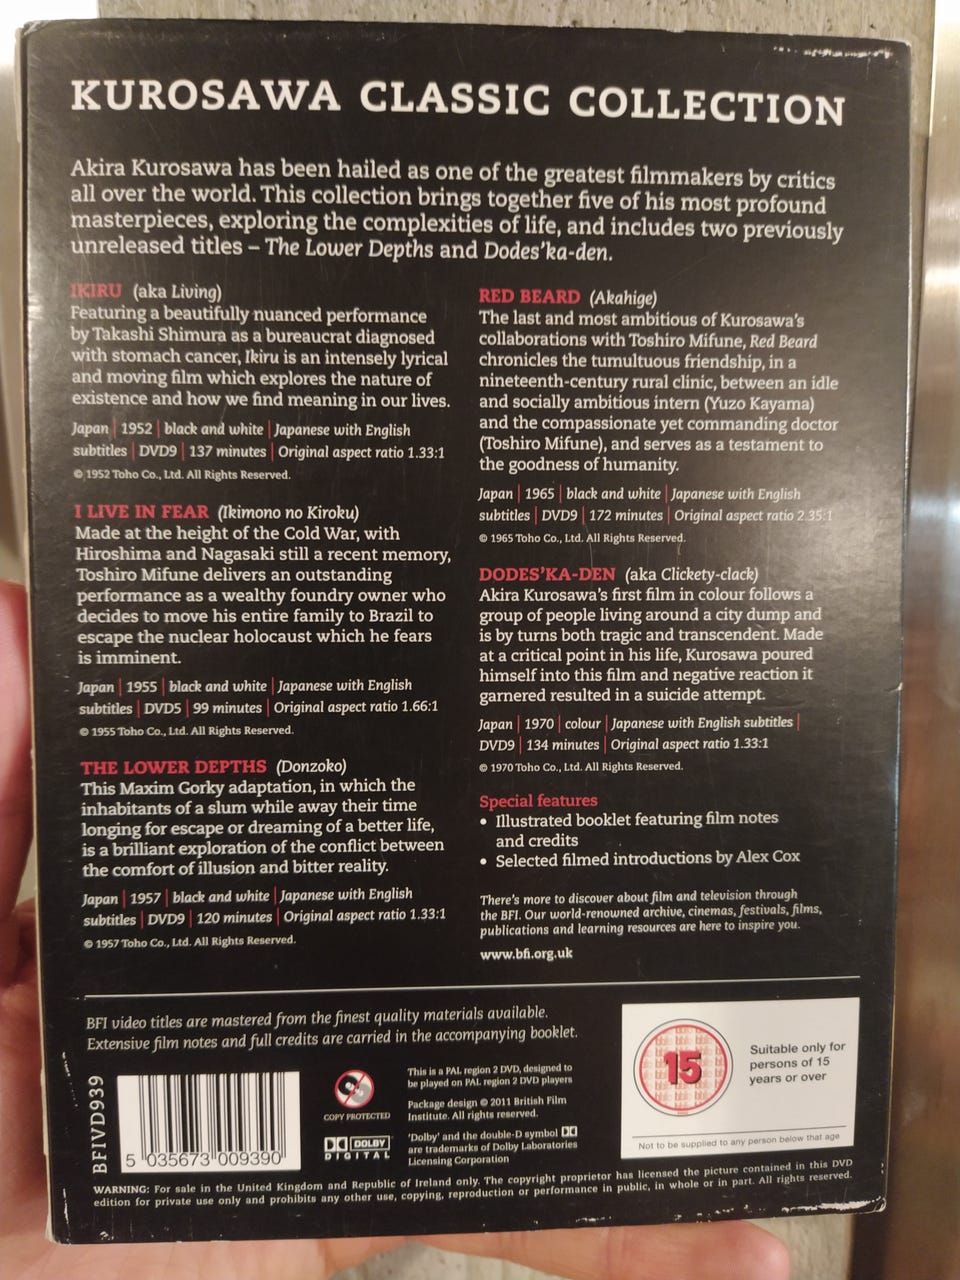 KUROSAWA CLASSIC COLLECTION
Akira Kurosawa has been hailed as one of the greatest filmmakers by critics
all over the world. This collection brings together five of his most profound
masterpieces, exploring the complexities of life, and includes two previously
unreleased titles – The Lower Depths and Dodes'ka-den.
IKIRU (aka Living)
Featuring a beautifully nuanced performance
by Takashi Shimura as a bureaucrat diagnosed
with stomach cancer, Ikiru is an intensely lyrical
and moving film which explores the nature of
existence and how we find meaning in our lives.
Japan | 1952 | black and white | Japanese with English
subtitles | DVD9 | 137 minutes | Original aspect ratio 1.33:1
© 1952 Toho Co., Ltd. All Rights Reserved.
I LIVE IN FEAR (Ikimono no Kiroku)
Made at the height of the Cold War, with
Hiroshima and Nagasaki still a recent memory,
Toshiro Mifune delivers an outstanding
performance as a wealthy foundry owner who
decides to move his entire family to Brazil to
escape the nuclear holocaust which he fears
is imminent.
Japan | 1955 | black and white | Japanese with English
subtitles | DVD5 | 99 minutes | Original aspect ratio 1.66:1
© 1955 Toho Co., Ltd. All Rights Reserved.
THE LOWER DEPTHS (Donzoko)
This Maxim Gorky adaptation, in which the
inhabitants of a slum while away their time
longing for escape or dreaming of a better life,
is a brilliant exploration of the conflict between
the comfort of illusion and bitter reality.
Japan | 1957 | black and white | Japanese with English
subtitles | DVD9 | 120 minutes | Original aspect ratio 1.33:1
© 1957 Toho Co., Ltd. All Rights Reserved.
RED BEARD (Akahige)
The last and most ambitious of Kurosawa's
collaborations with Toshiro Mifune, Red Beard
chronicles the tumultuous friendship, in a
nineteenth-century rural clinic, between an idle
and socially ambitious intern (Yuzo Kayama)
and the compassionate yet commanding doctor
(Toshiro Mifune), and serves as a testament to
the goodness of humanity.
Japan | 1965 | black and white | Japanese with English
subtitles | DVD9 | 172 minutes | Original aspect ratio 2.35:1
© 1965 Toho Co., Ltd. All Rights Reserved.
DODES'KA-DEN (aka Clickety-clack)
Akira Kurosawa's first film in colour follows a
group of people living around a city dump and
is by turns both tragic and transcendent. Made
at a critical point in his life, Kurosawa poured
himself into this film and negative reaction it
garnered resulted in a suicide attempt.
Japan | 1970 | colour | Japanese with English subtitles |
DVD9 | 134 minutes | Original aspect ratio 1.33:1
© 1970 Toho Co., Ltd. All Rights Reserved.
Special features
• Illustrated booklet featuring film notes
and credits
• Selected filmed introductions by Alex Cox
There's more to discover about film and television through
the BFI. Our world-renowned archive, cinemas, festivals, films,
publications and learning resources are here to inspire you.
www.bfi.org.uk
BFI video titles are mastered from the finest quality materials available.
Extensive film notes and full credits are carried in the accompanying booklet.
BFIVD939
5 035673 009390
COPY PROTECTED
DOLBY
DIGITAL
This is a PAL region 2 DVD, designed to
be played on PAL region 2 DVD players
Package design © 2011 British Film
Institute. All rights reserved.
'Dolby' and the double-D symbol
are trademarks of Dolby Laboratories
Licensing Corporation
15
Suitable only for
persons of 15
years or over
Not to be supplied to any person below that age
WARNING: For sale in the United Kingdom and Republic of Ireland only. The copyright proprietor has licensed the picture contained in this DVD
edition for private use only and prohibits any other use, copying, reproduction or performance in public, in whole or in part. All rights reserved.